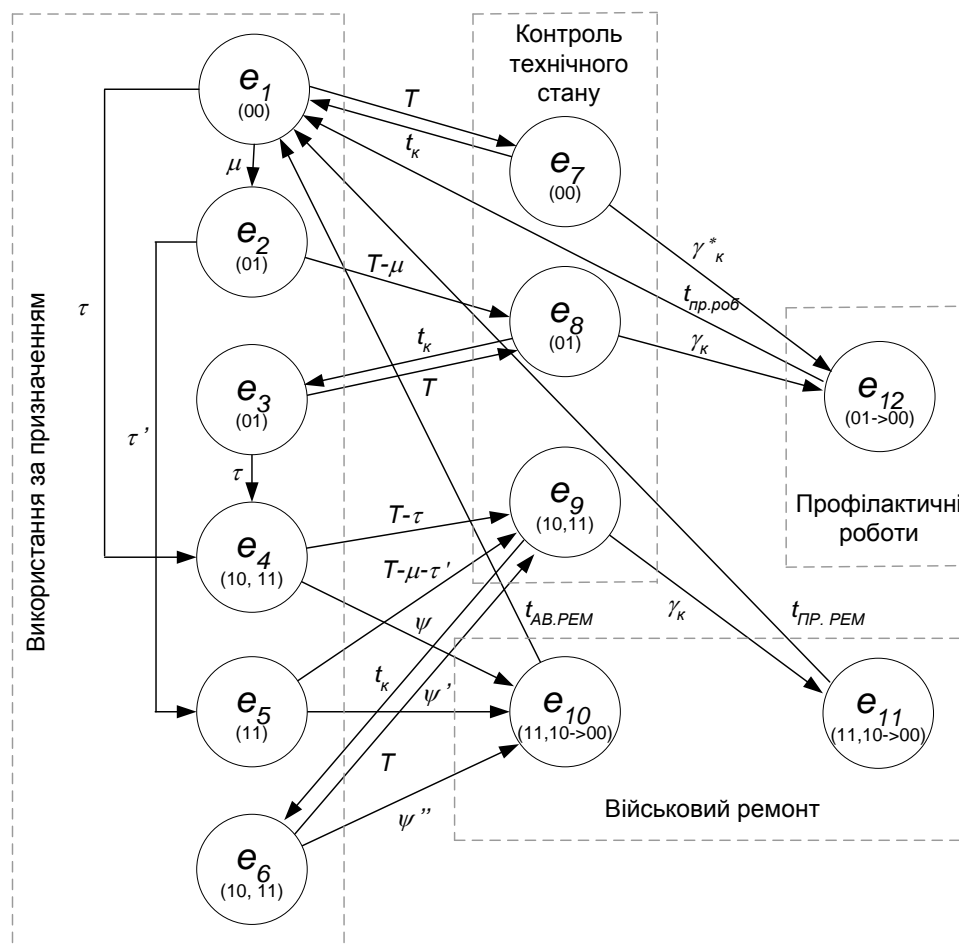 Використання за призначенням
Контроль
технічного
стану
e1
(00)
T
tк
μ
e7
(00)
e2
(01)
T-μ
γ*к
τ
tпр.роб
e8
(01)
tк
γк
T
e3
(01)
e12
(01->00)
τ'
τ
e9
(10,11)
Профілактичні
роботи
T-τ
e4
(10, 11)
T-μ-τ'
ψ
tАВ.РЕМ
γк
tПР. РЕМ
tк
ψ'
e5
(11)
e10
(11,10->00)
e11
(11,10->00)
T
Військовий ремонт
ψ''
e6
(10, 11)